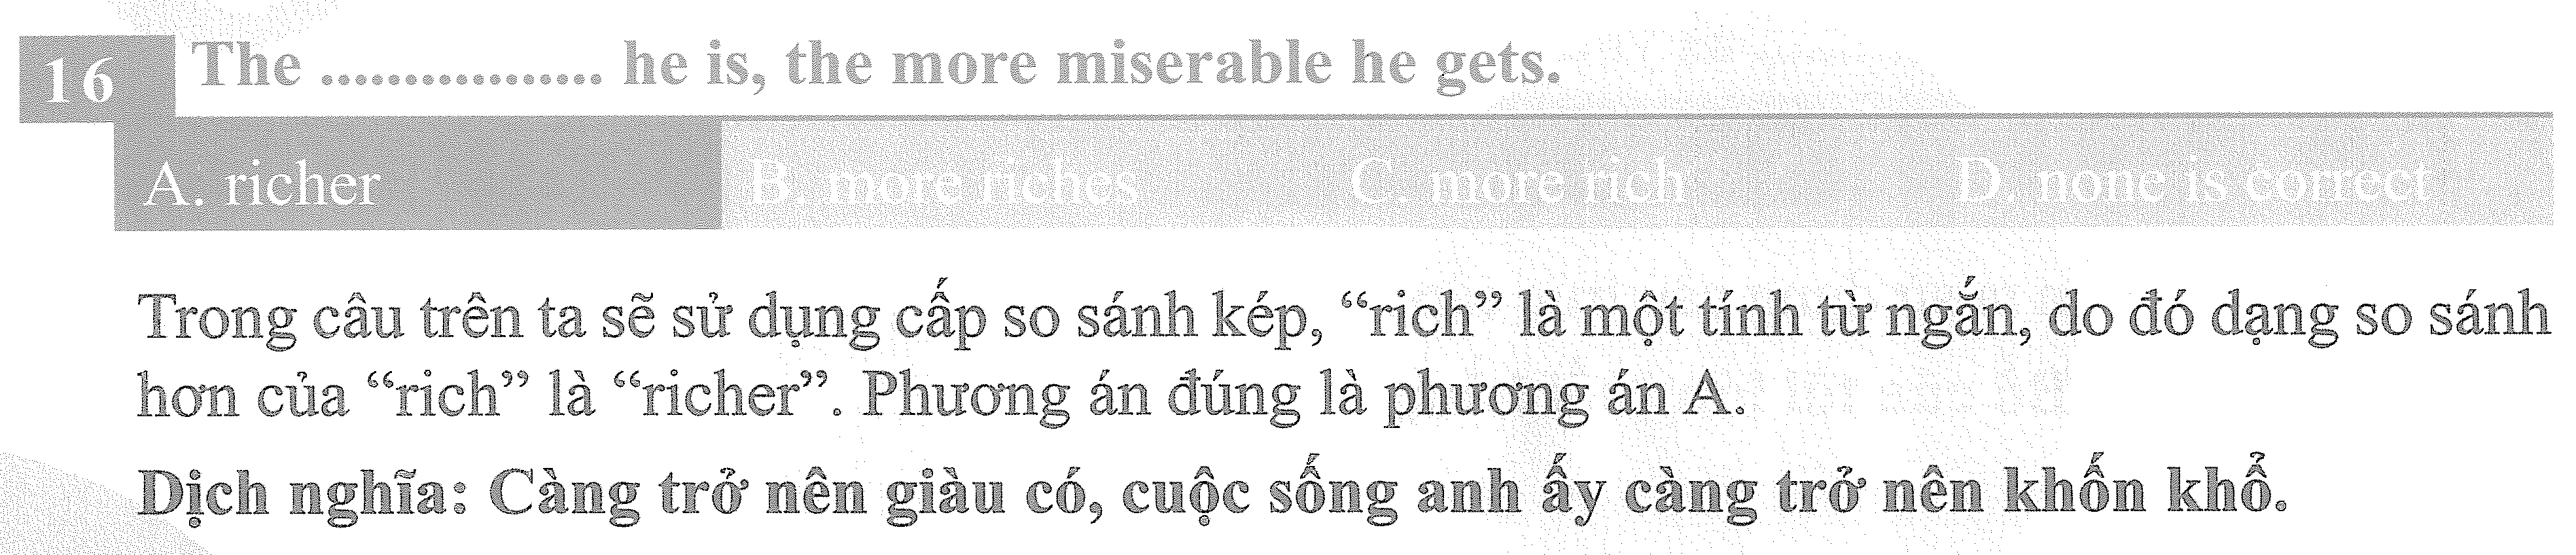 16 The ................ he is, the more miserable he gets.
A. richer B. more riches C. more rich D. none is correct
Trong câu trên ta sẽ sử dụng cấp so sánh kép, “rich” là một tính từ ngắn, do đó dạng so sánh
hơn của “rich” là “richer”. Phương án đúng là phương án A.
Dịch nghĩa: Càng trở nên giàu có, cuộc sống anh ấy càng trở nên khốn khổ.